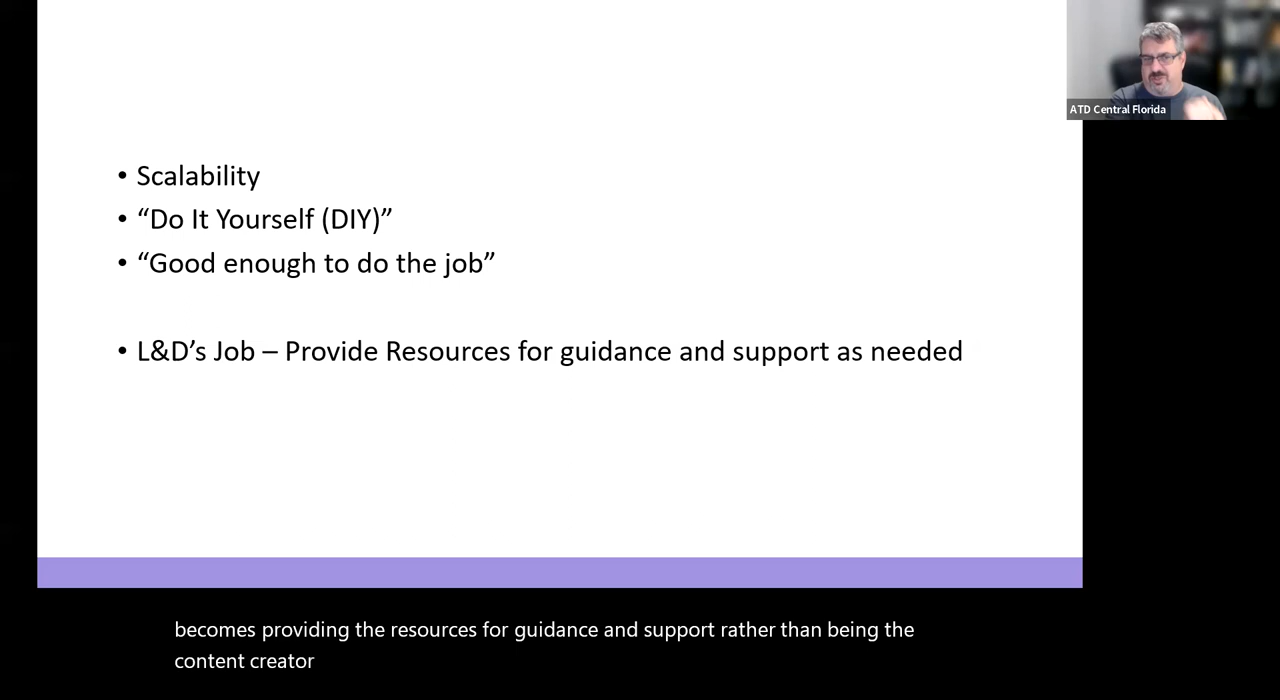 ATD Central Florida
• Scalability
• “Do It Yourself (DIY)”
• “Good enough to do the job”
• L&D’s Job – Provide Resources for guidance and support as needed
becomes providing the resources for guidance and support rather than being the
content creator